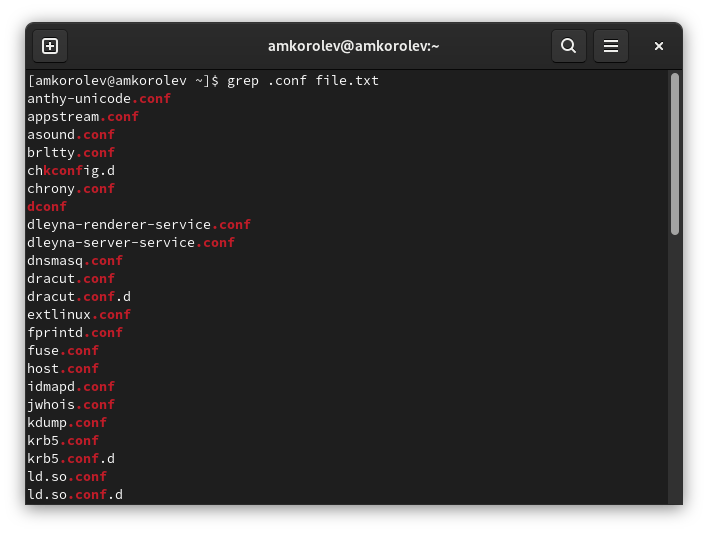 amkorolev@amkorolev:~
[amkorolev@amkorolev ~]$ grep .conf file.txt
anthy-unicode.conf
appstream.conf
asound.conf
brltty.conf
chkconfig.d
chrony.conf
dconf
dleyna-renderer-service.conf
dleyna-server-service.conf
dnsmasq.conf
dracut.conf
dracut.conf.d
extlinux.conf
fprintd.conf
fuse.conf
host.conf
idmapd.conf
jwhois.conf
kdump.conf
krb5.conf
krb5.conf.d
ld.so.conf
ld.so.conf.d